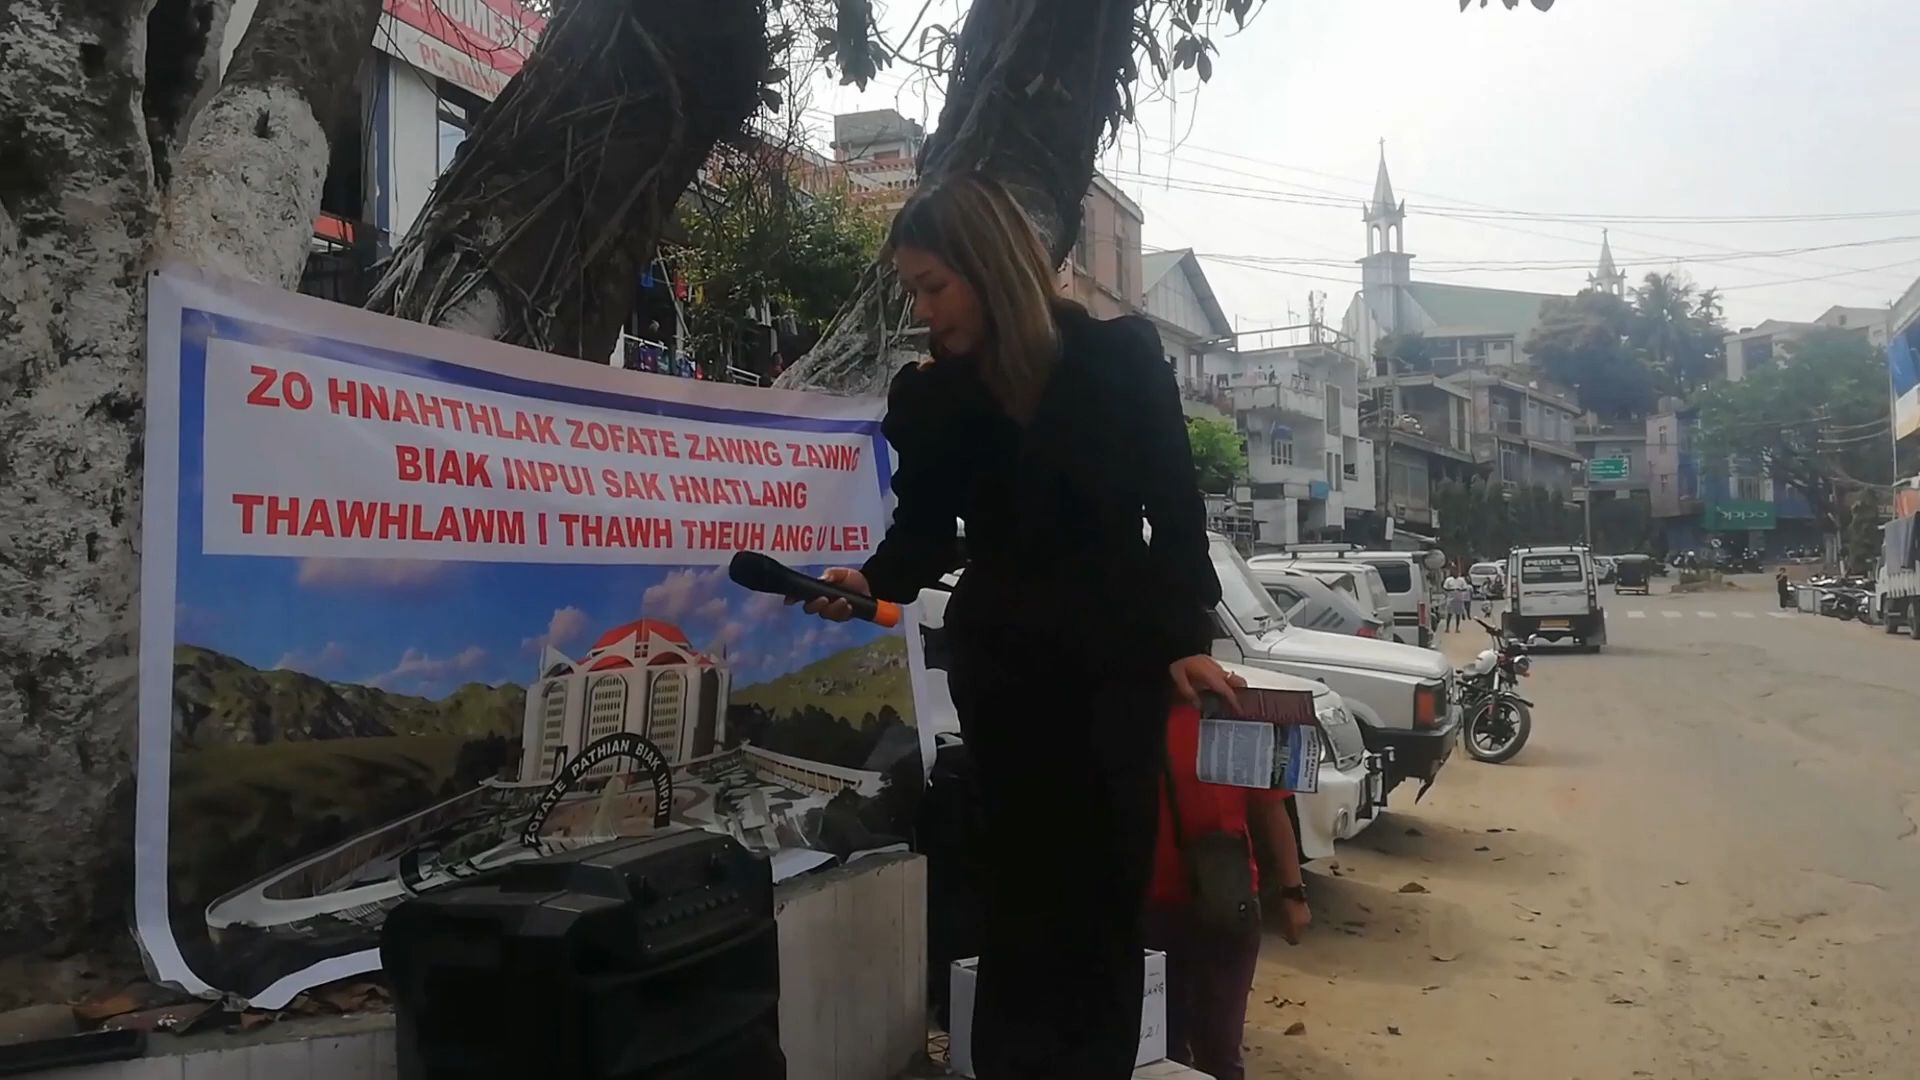 HOMEST
ZO HNAHTHLAK ZOFATE ZAWNG ZAWNG
BIAK INPUI SAK HNATLANG
THAWHLAWM I THAWH THEUH ANG U LE!
ZOFATE PATHIAN BIAK INPUI
oppo